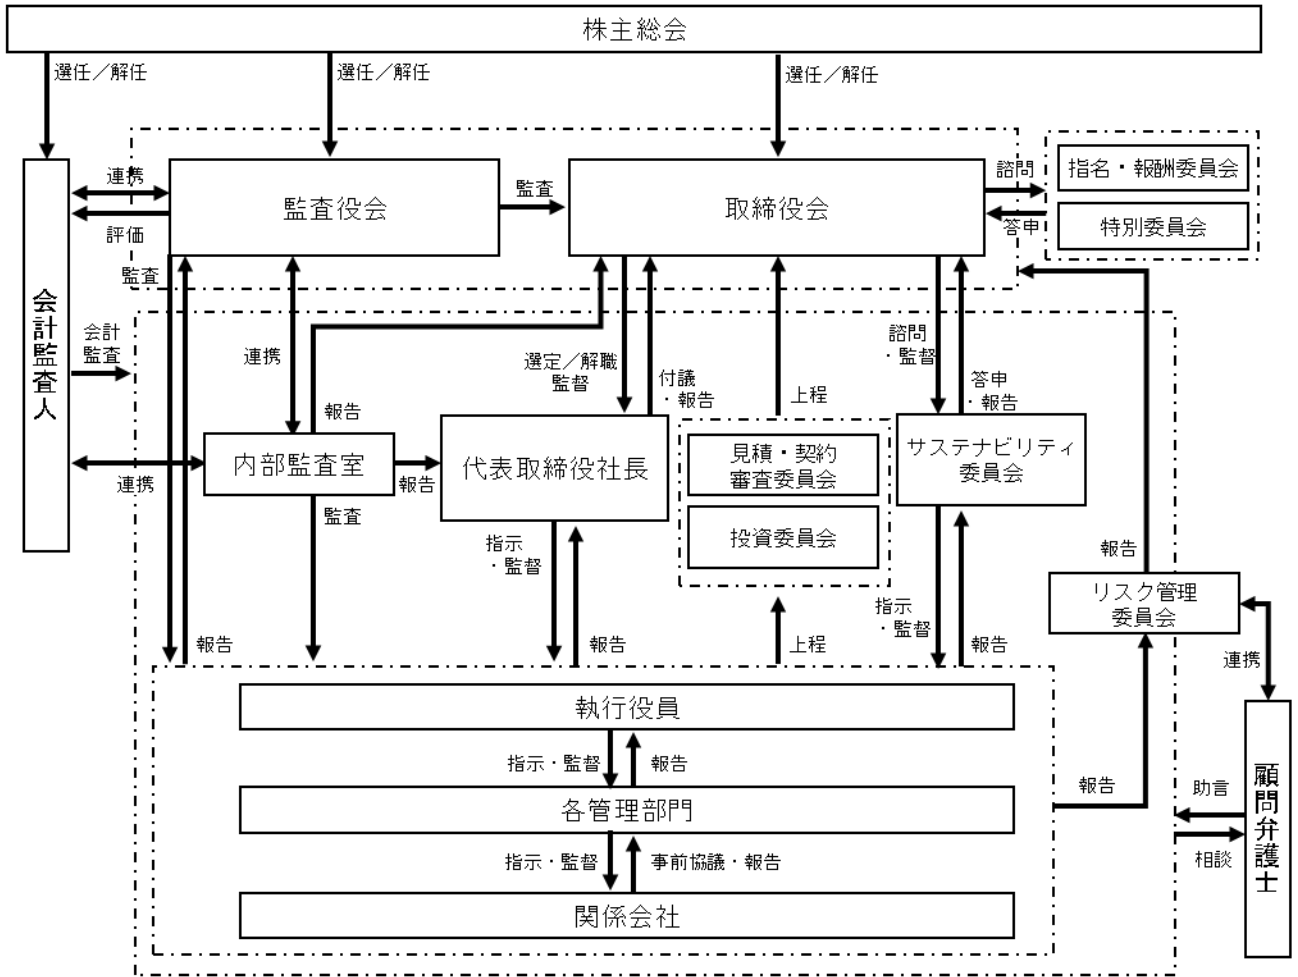 株主総会
選任／解任
選任／解任
選任／解任
連携
評価
監査役会
監査
取締役会
諮問
答申
指名・報酬委員会
特別委員会
会計監査人
監査
会計
監査
連携
連携
報告
選定／解職
監督
付議
・報告
上程
諮問
・監督
答申
・報告
内部監査室
報告
代表取締役社長
見積・契約
審査委員会
投資委員会
サステナビリティ
委員会
監査
指示
・監督
報告
報告
上程
指示
・監督
報告
報告
リスク管理
委員会
連携
執行役員
指示・監督
報告
各管理部門
指示・監督
事前協議・報告
関係会社
報告
助言
相談
顧問弁護士